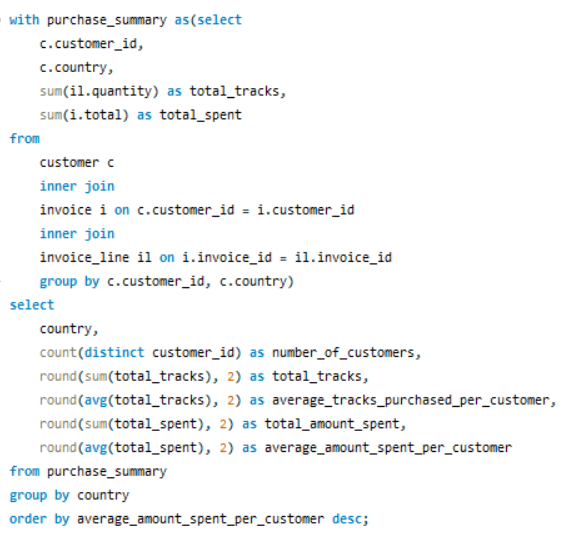 with purchase_summary as(select
c.customer_id,
c.country,
sum(il.quantity) as total_tracks,
sum(i.total) as total_spent
from
customer c
inner join
invoice i on c.customer_id = i.customer_id
inner join
invoice_line il on i.invoice_id = il.invoice_id
group by c.customer_id, c.country)
select
country,
count(distinct customer_id) as number_of_customers,
round(sum(total_tracks), 2) as total_tracks,
round(avg(total_tracks), 2) as average_tracks_purchased_per_customer,
round(sum(total_spent), 2) as total_amount_spent,
round(avg(total_spent), 2) as average_amount_spent_per_customer
from purchase_summary
group by country
order by average_amount_spent_per_customer desc;